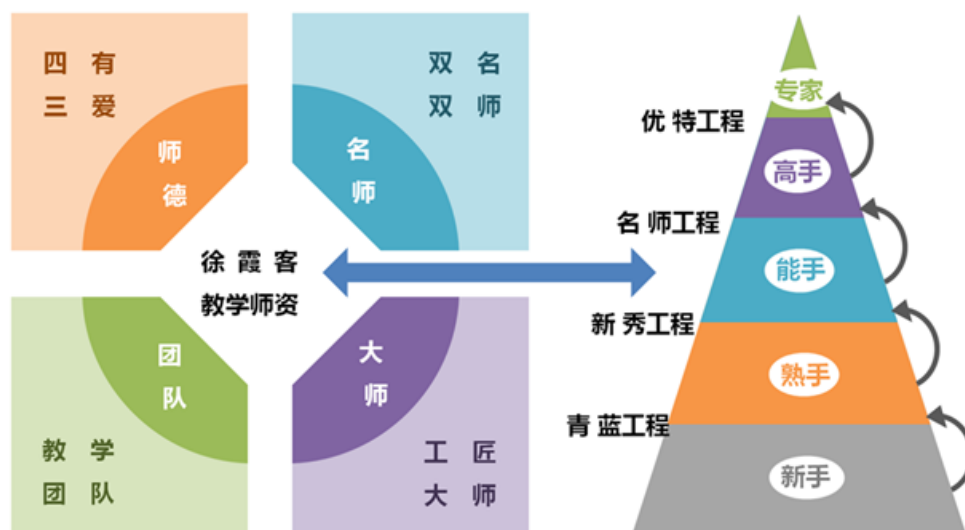 四 有
三 爱
师
德
双 名
双 师
名
师
徐 霞 客
教学师资
团
队
教 学
团 队
大
师
工 匠
大 师
专家
优 特工程
高手
名 师工程
能手
新 秀工程
熟手
青 蓝工程
新手